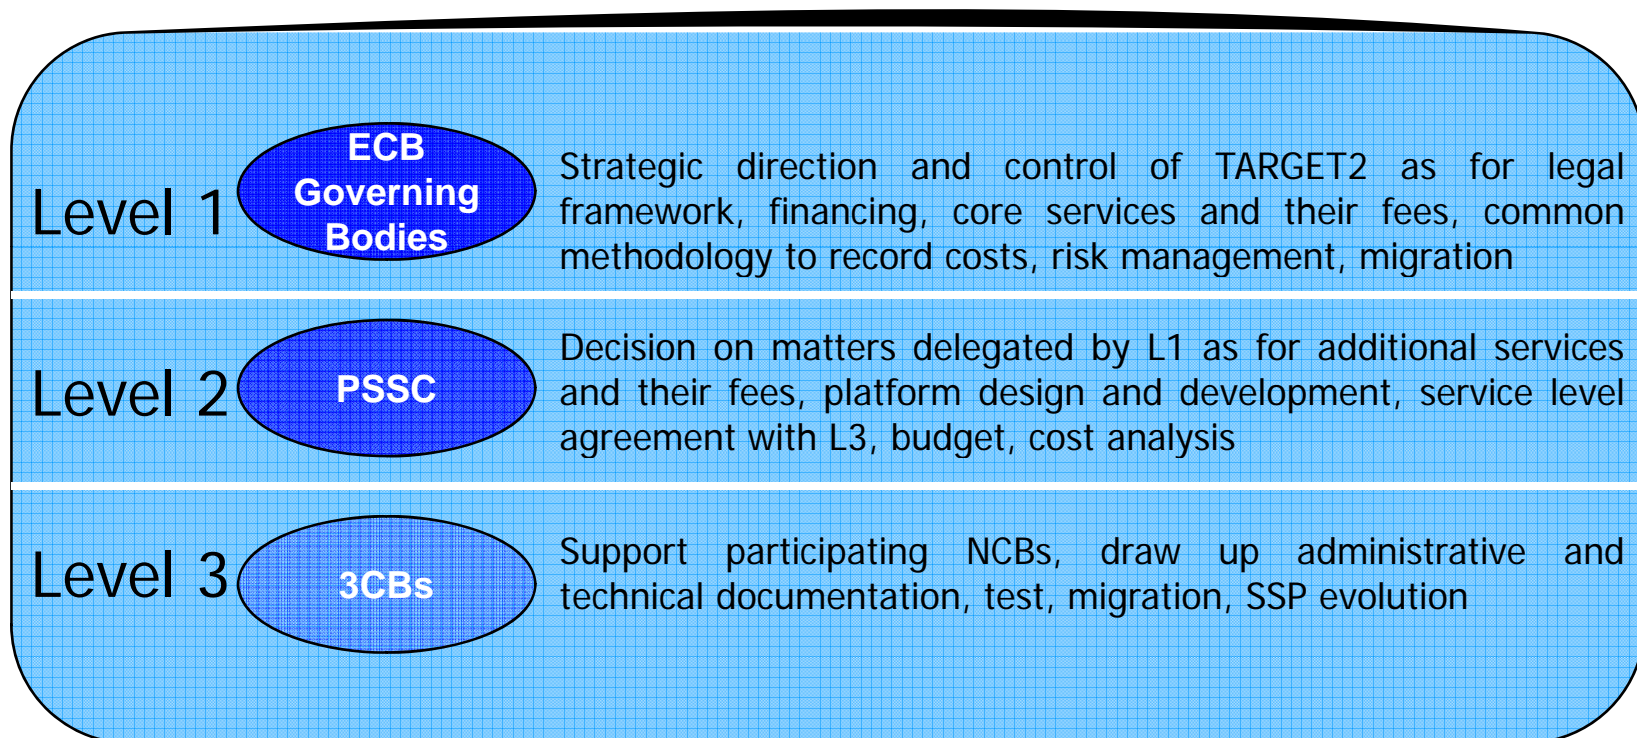 Level 1
ECB
Governing
Bodies
Strategic direction and control of TARGET2 as for legal
framework, financing, core services and their fees, common
methodology to record costs, risk management, migration
Level 2
PSSC
Decision on matters delegated by L1 as for additional services
and their fees, platform design and development, service level
agreement with L3, budget, cost analysis
Level 3
3CBs
Support participating NCBs, draw up administrative and
technical documentation, test, migration, SSP evolution